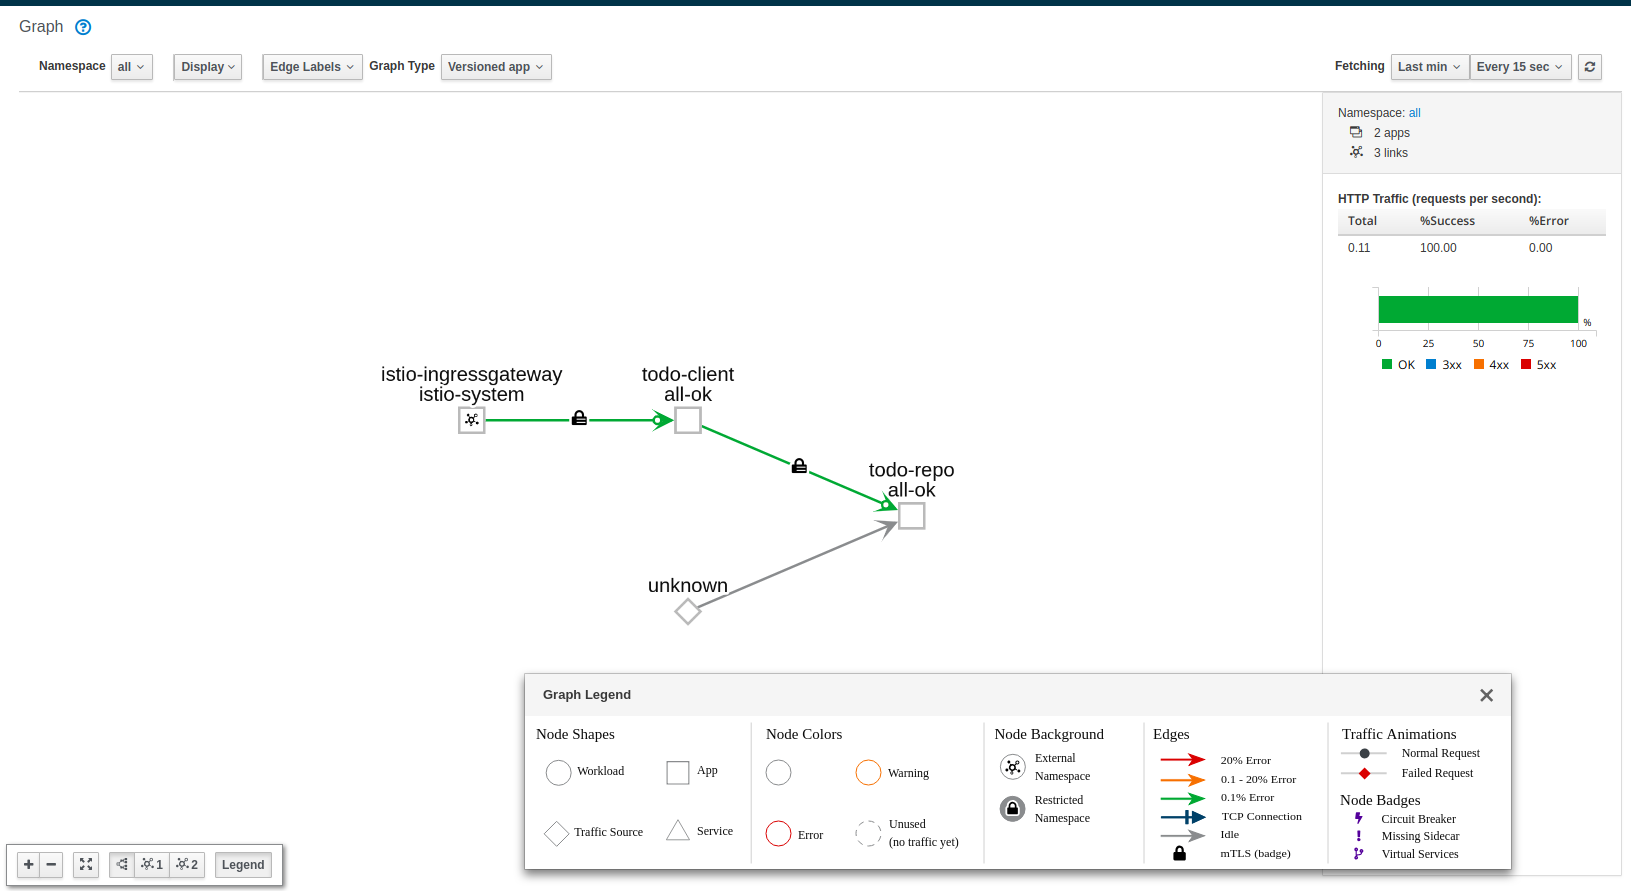 Graph
Namespace all Display Edge Labels Graph Type Versioned app Fetching Last min Every 15 sec
Namespace: all
2 apps
3 links
HTTP Traffic (requests per second):
Total %Success %Error
0.11 100.00 0.00
%
0 25 50 75 100
OK 3xx 4xx 5xx
istio-ingressgateway
istio-system
todo-client
all-ok
todo-repo
all-ok
unknown
Graph Legend
Node Shapes
Workload
App
Traffic Source
Service
Node Colors
Warning
Error
Unused
(no traffic yet)
Node Background
External
Namespace
Restricted
Namespace
Edges
20% Error
0.1 - 20% Error
0.1% Error
TCP Connection
Idle
mTLS (badge)
Traffic Animations
Normal Request
Failed Request
Node Badges
Circuit Breaker
Missing Sidecar
Virtual Services
1 2 Legend